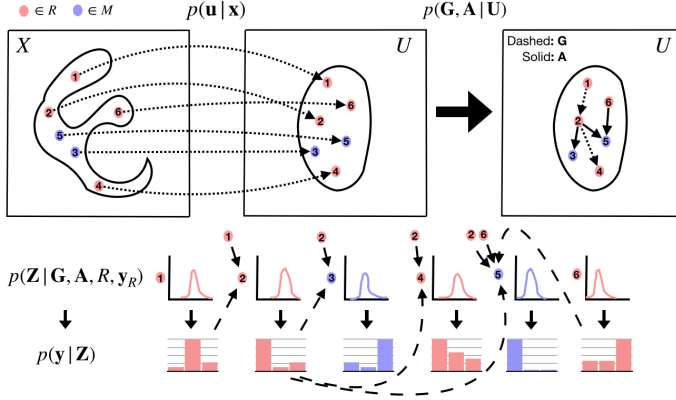 ∈ R ∈ M p(u | x) p(G, A | U)
X U Dashed: G U
Solid: A
1 1 1
2 6 6 2 6
2
5 5 5
3 3 3
4 4 4
1 2 2 2 6
p(Z | G, A, R, y_R) 1 2 3 4 5 6
p(y | Z)